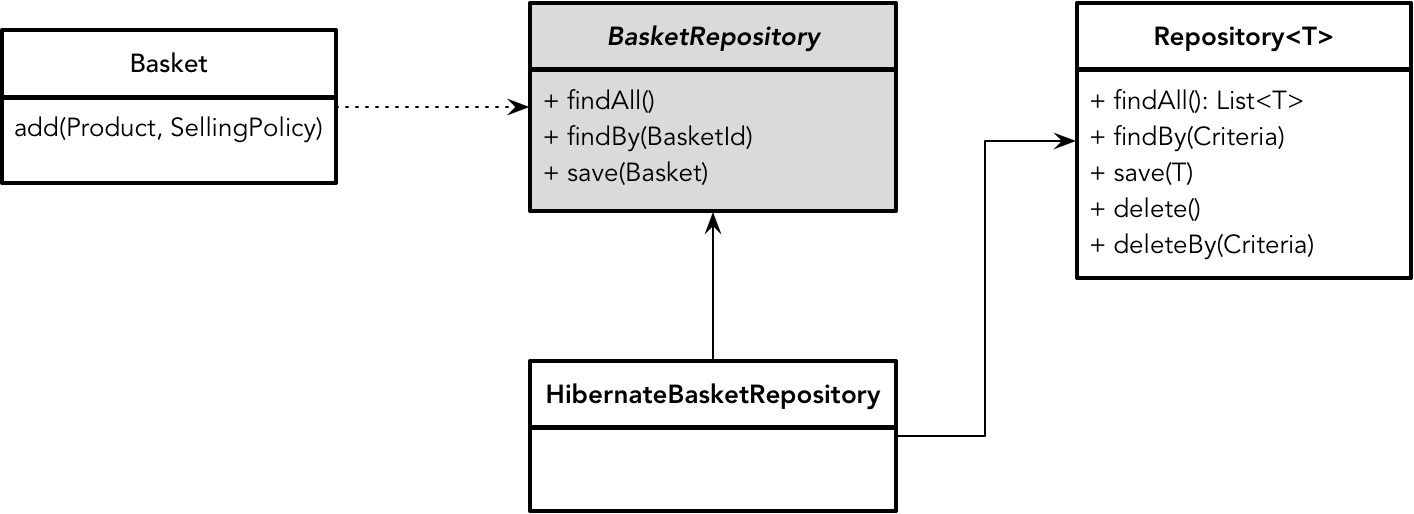 Basket
add(Product, SellingPolicy)
BasketRepository
+ findAll()
+ findBy(BasketId)
+ save(Basket)
Repository<T>
+ findAll(): List<T>
+ findBy(Criteria)
+ save(T)
+ delete()
+ deleteBy(Criteria)
HibernateBasketRepository